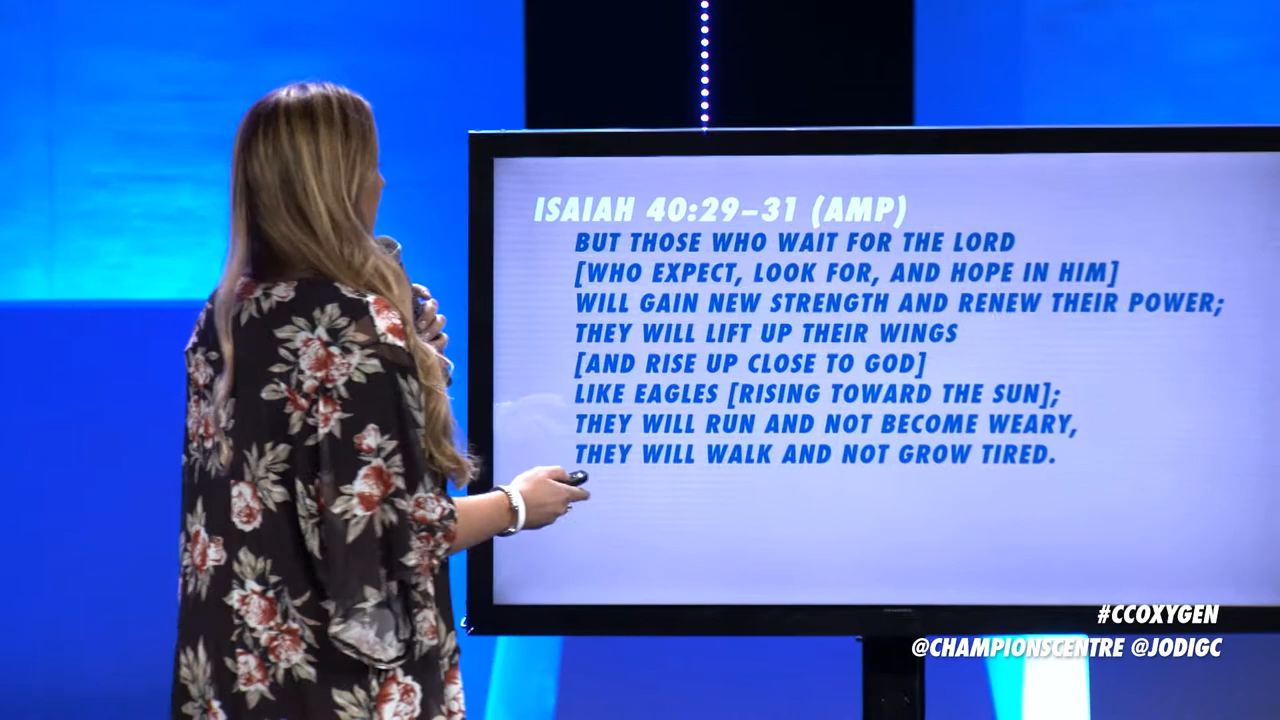 ISAIAH 40:29-31 (AMP)
BUT THOSE WHO WAIT FOR THE LORD
[WHO EXPECT, LOOK FOR, AND HOPE IN HIM]
WILL GAIN NEW STRENGTH AND RENEW THEIR POWER;
THEY WILL LIFT UP THEIR WINGS
[AND RISE UP CLOSE TO GOD]
LIKE EAGLES [RISING TOWARD THE SUN];
THEY WILL RUN AND NOT BECOME WEARY,
THEY WILL WALK AND NOT GROW TIRED.
#CCOXYGEN
@CHAMPIONSCENTRE @JODIGC